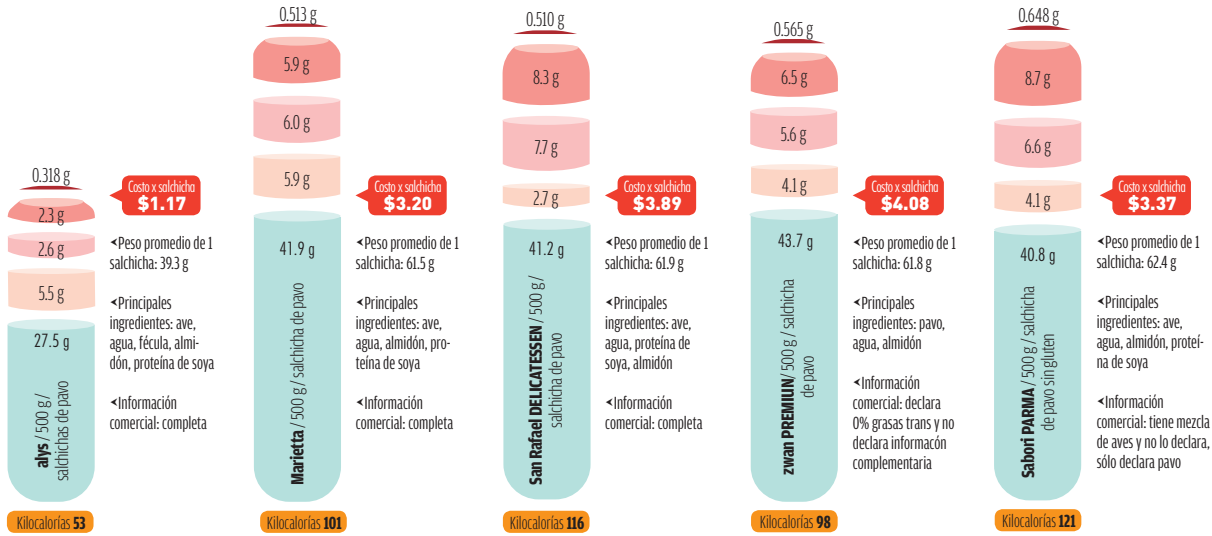 0.318 g
2.3 g
2.6 g
5.5 g
27.5 g
alys / 500 g /
salchichas de pavo
Kilocalorías 53
Costo x salchicha
$1.17
Peso promedio de 1
salchicha: 39.3 g
Principales
ingredientes: ave,
agua, fécula, almi-
dón, proteína de soya
Información
comercial: completa
0.513 g
5.9 g
6.0 g
5.9 g
41.9 g
Marietta / 500 g / salchicha de pavo
Kilocalorías 101
Costo x salchicha
$3.20
Peso promedio de 1
salchicha: 61.5 g
Principales
ingredientes: ave,
agua, almidón, pro-
teína de soya
Información
comercial: completa
0.510 g
8.3 g
7.7 g
2.7 g
41.2 g
San Rafael DELICATESSEN / 500 g /
salchicha de pavo
Kilocalorías 116
Costo x salchicha
$3.89
Peso promedio de 1
salchicha: 61.9 g
Principales
ingredientes: ave,
agua, proteína de
soya, almidón
Información
comercial: completa
0.565 g
6.5 g
5.6 g
4.1 g
43.7 g
zwan PREMIUN/ 500 g / salchicha
de pavo
Kilocalorías 98
Costo x salchicha
$4.08
Peso promedio de 1
salchicha: 61.8 g
Principales
ingredientes: pavo,
agua, almidón
Información
comercial: declara
0% grasas trans y no
declara informacón
complementaria
0.648 g
8.7 g
6.6 g
4.1 g
40.8 g
Sabori PARMA / 500 g / salchicha
de pavo sin gluten
Kilocalorías 121
Costo x salchicha
$3.37
Peso promedio de 1
salchicha: 62.4 g
Principales
ingredientes: ave,
agua, almidón, proteí-
na de soya
Información
comercial: tiene mezcla
de aves y no lo declara,
sólo declara pavo